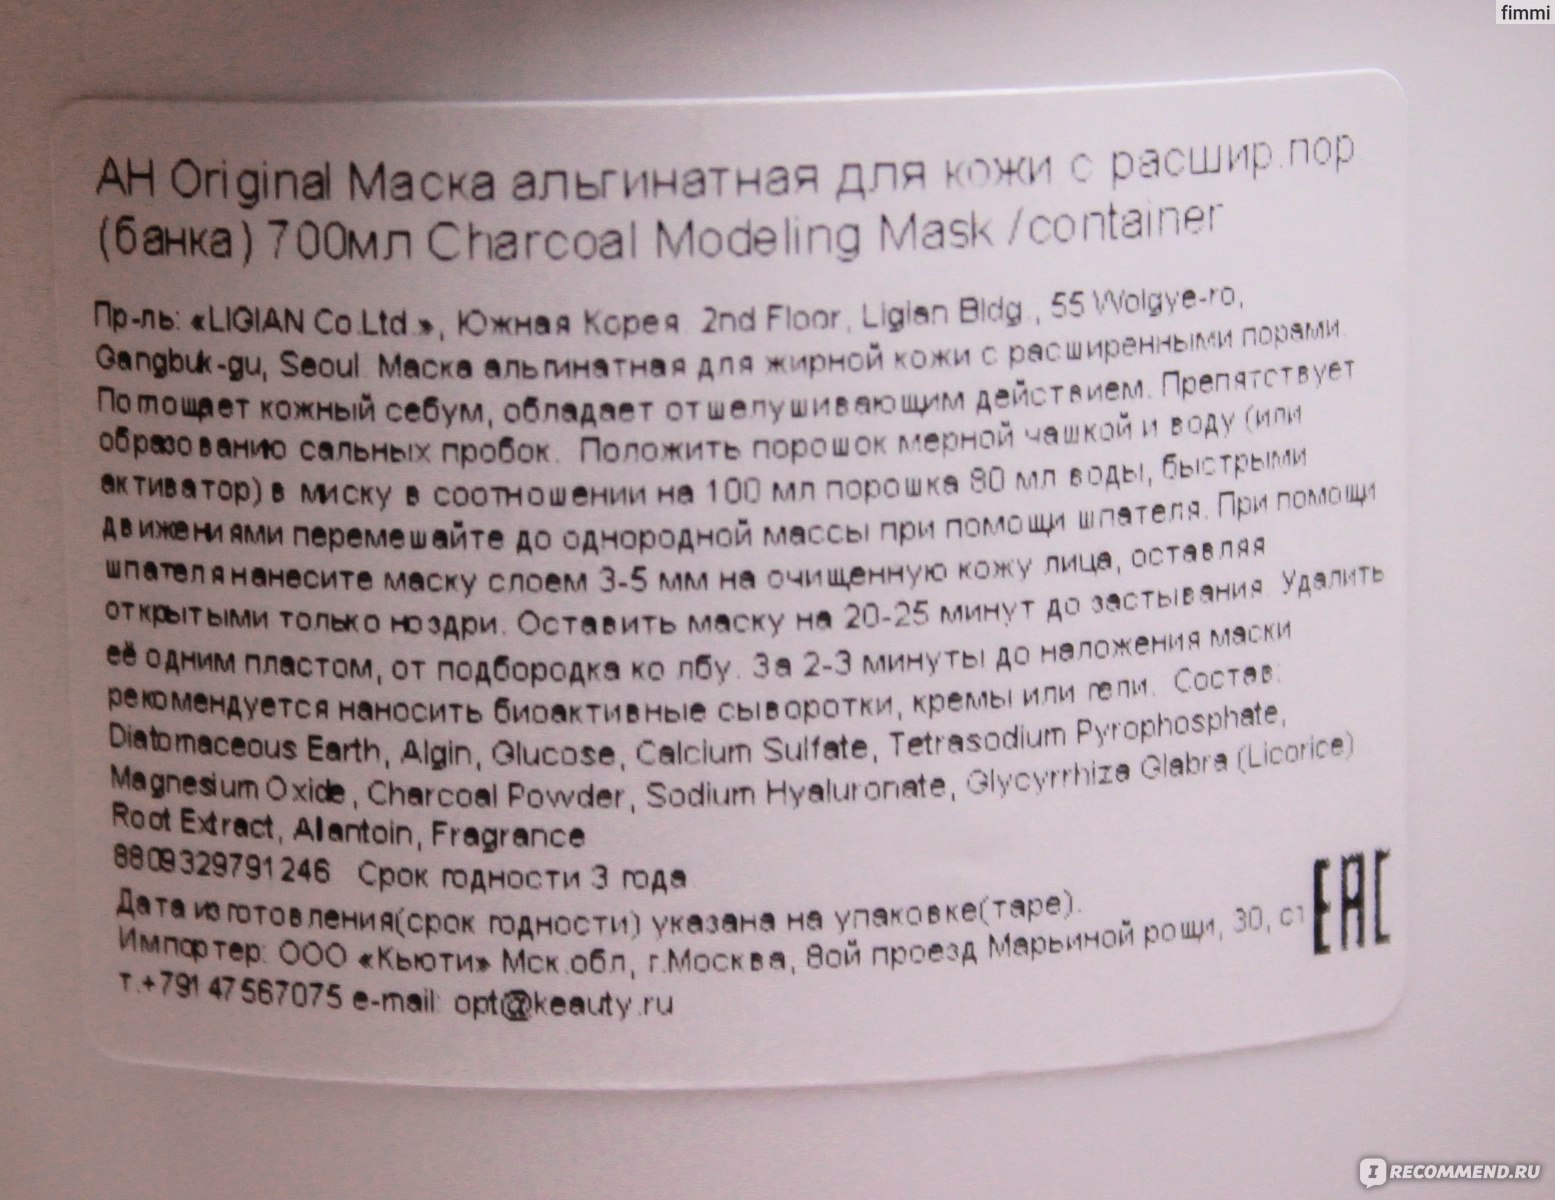 fimmi
АН Original Маска альгинатная для кожи с расшир.пор
(банка) 700мл Charcoal Modeling Mask /container
Пр-ль: «LIGIAN Co.Ltd.», Южная Корея. 2nd Floor, Ligian Bldg., 55 Wolgye-ro,
Gangbuk-gu, Seoul. Маска альгинатная для жирной кожи с расширенными порами.
Поглощает кожный себум, обладает отшелушивающим действием. Препятствует
образованию сальных пробок. Положить порошок мерной чашкой и воду (или
активатор) в миску в соотношении на 100 мл порошка 80 мл воды, быстрыми
движениями перемешайте до однородной массы при помощи шпателя. При помощи
шпателя нанесите маску слоем 3-5 мм на очищенную кожу лица, оставляя
открытыми только ноздри. Оставить маску на 20-25 минут до застывания. Удалить
её одним пластом, от подбородка ко лбу. За 2-3 минуты до наложения маски
рекомендуется наносить биоактивные сыворотки, кремы или гели. Состав:
Diatomaceous Earth, Algin, Glucose, Calcium Sulfate, Tetrasodium Pyrophosphate,
Magnesium Oxide, Charcoal Powder, Sodium Hyaluronate, Glycyrrhiza Glabra (Licorice)
Root Extract, Allantoin, Fragrance
8809329791246 Срок годности 3 года
Дата изготовления(срок годности) указана на упаковке(таре).
Импортер: ООО «Кьюти» Мск.обл, г.Москва, 8ой проезд Марьиной рощи, 30, ст
т.+79147567075 e-mail: opt@keauty.ru
EAC
IRECOMMEND.RU